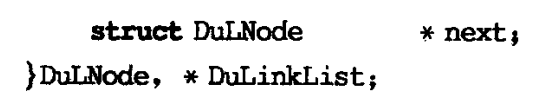 struct DuLNode * next;
}DuLNode, * DuLinkList;